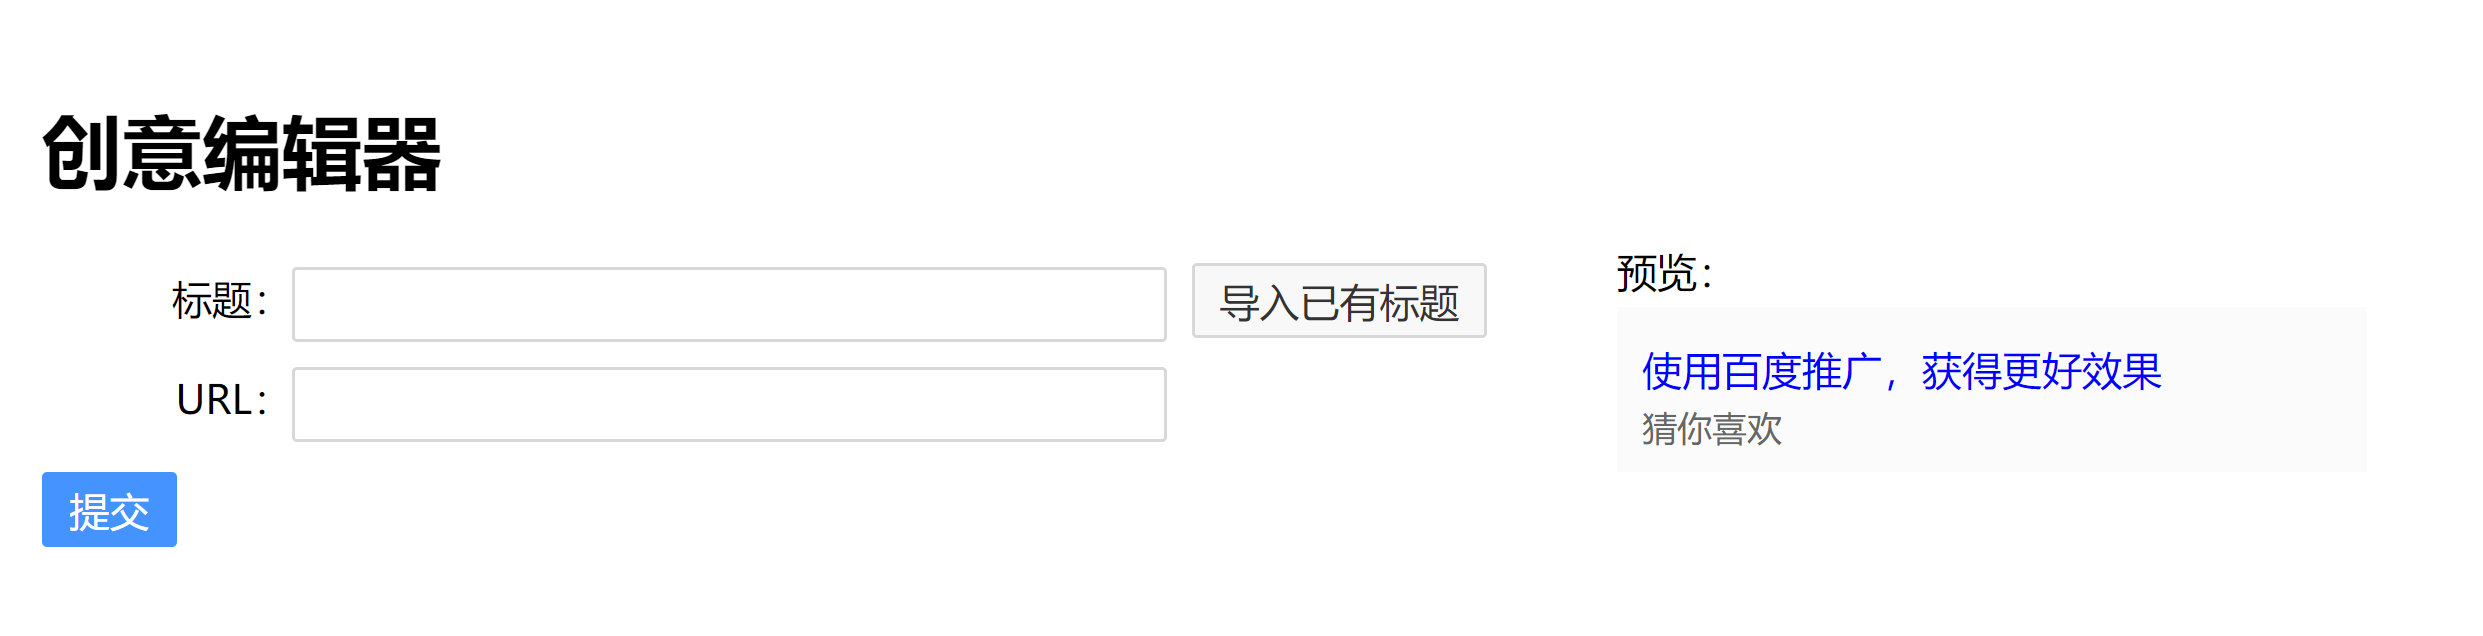 创意编辑器
标题： 导入已有标题
URL：
提交
预览：
使用百度推广，获得更好效果
猜你喜欢